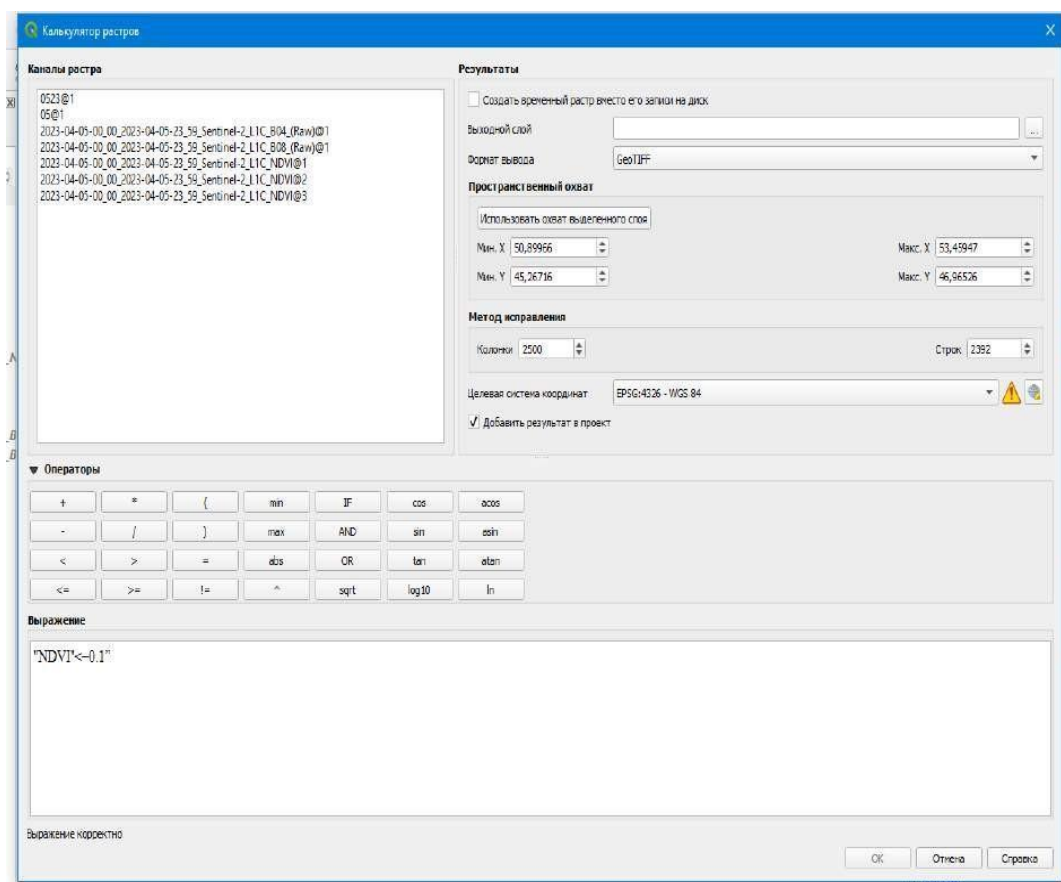 Калькулятор растров
Каналы растра
0523@1
05@1
2023-04-05-00_00_2023-04-05-23_59_Sentinel-2_L1C_B04_(Raw)@1
2023-04-05-00_00_2023-04-05-23_59_Sentinel-2_L1C_B08_(Raw)@1
2023-04-05-00_00_2023-04-05-23_59_Sentinel-2_L1C_NDVI@1
2023-04-05-00_00_2023-04-05-23_59_Sentinel-2_L1C_NDVI@2
2023-04-05-00_00_2023-04-05-23_59_Sentinel-2_L1C_NDVI@3
Результаты
Создать временный растр вместо его записи на диск
Выходной слой ...
Формат вывода GeoTIFF
Пространственный охват
Использовать охват выделенного слоя
Мин. X 50,89966 Макс. X 53,45947
Мин. Y 45,26716 Макс. Y 46,96526
Метод исправления
Колонки 2500 Строк 2392
Целевая система координат EPSG:4326 - WGS 84
Добавить результат в проект
Операторы
+ * ( min IF cos acos
- / ) max AND sin asin
< > = abs OR tan atan
<= >= != ^ sqrt log10 ln
Выражение
"NDVI"<−0.1”
Выражение корректно
OK Отмена Справка